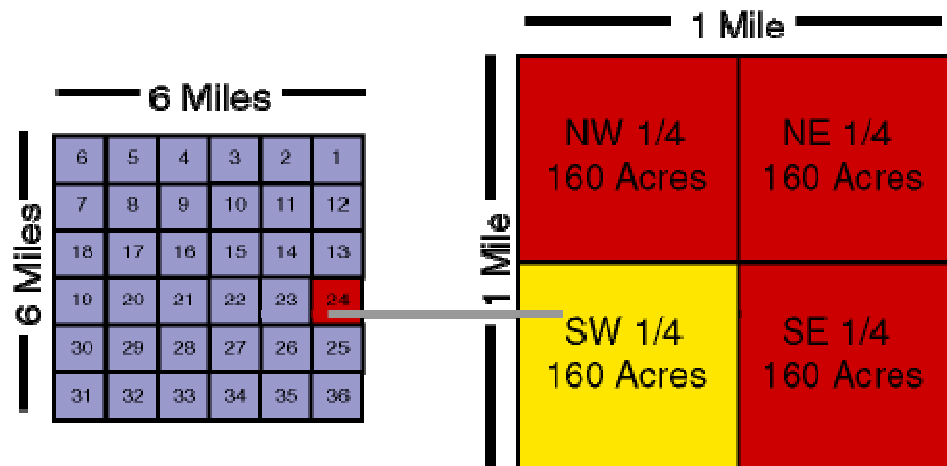 6 Miles
6 Miles
6 5 4 3 2 1
7 8 9 10 11 12
18 17 16 15 14 13
19 20 21 22 23 24
30 29 28 27 26 25
31 32 33 34 35 36
1 Mile
1 Mile
NW 1/4
160 Acres
NE 1/4
160 Acres
SW 1/4
160 Acres
SE 1/4
160 Acres